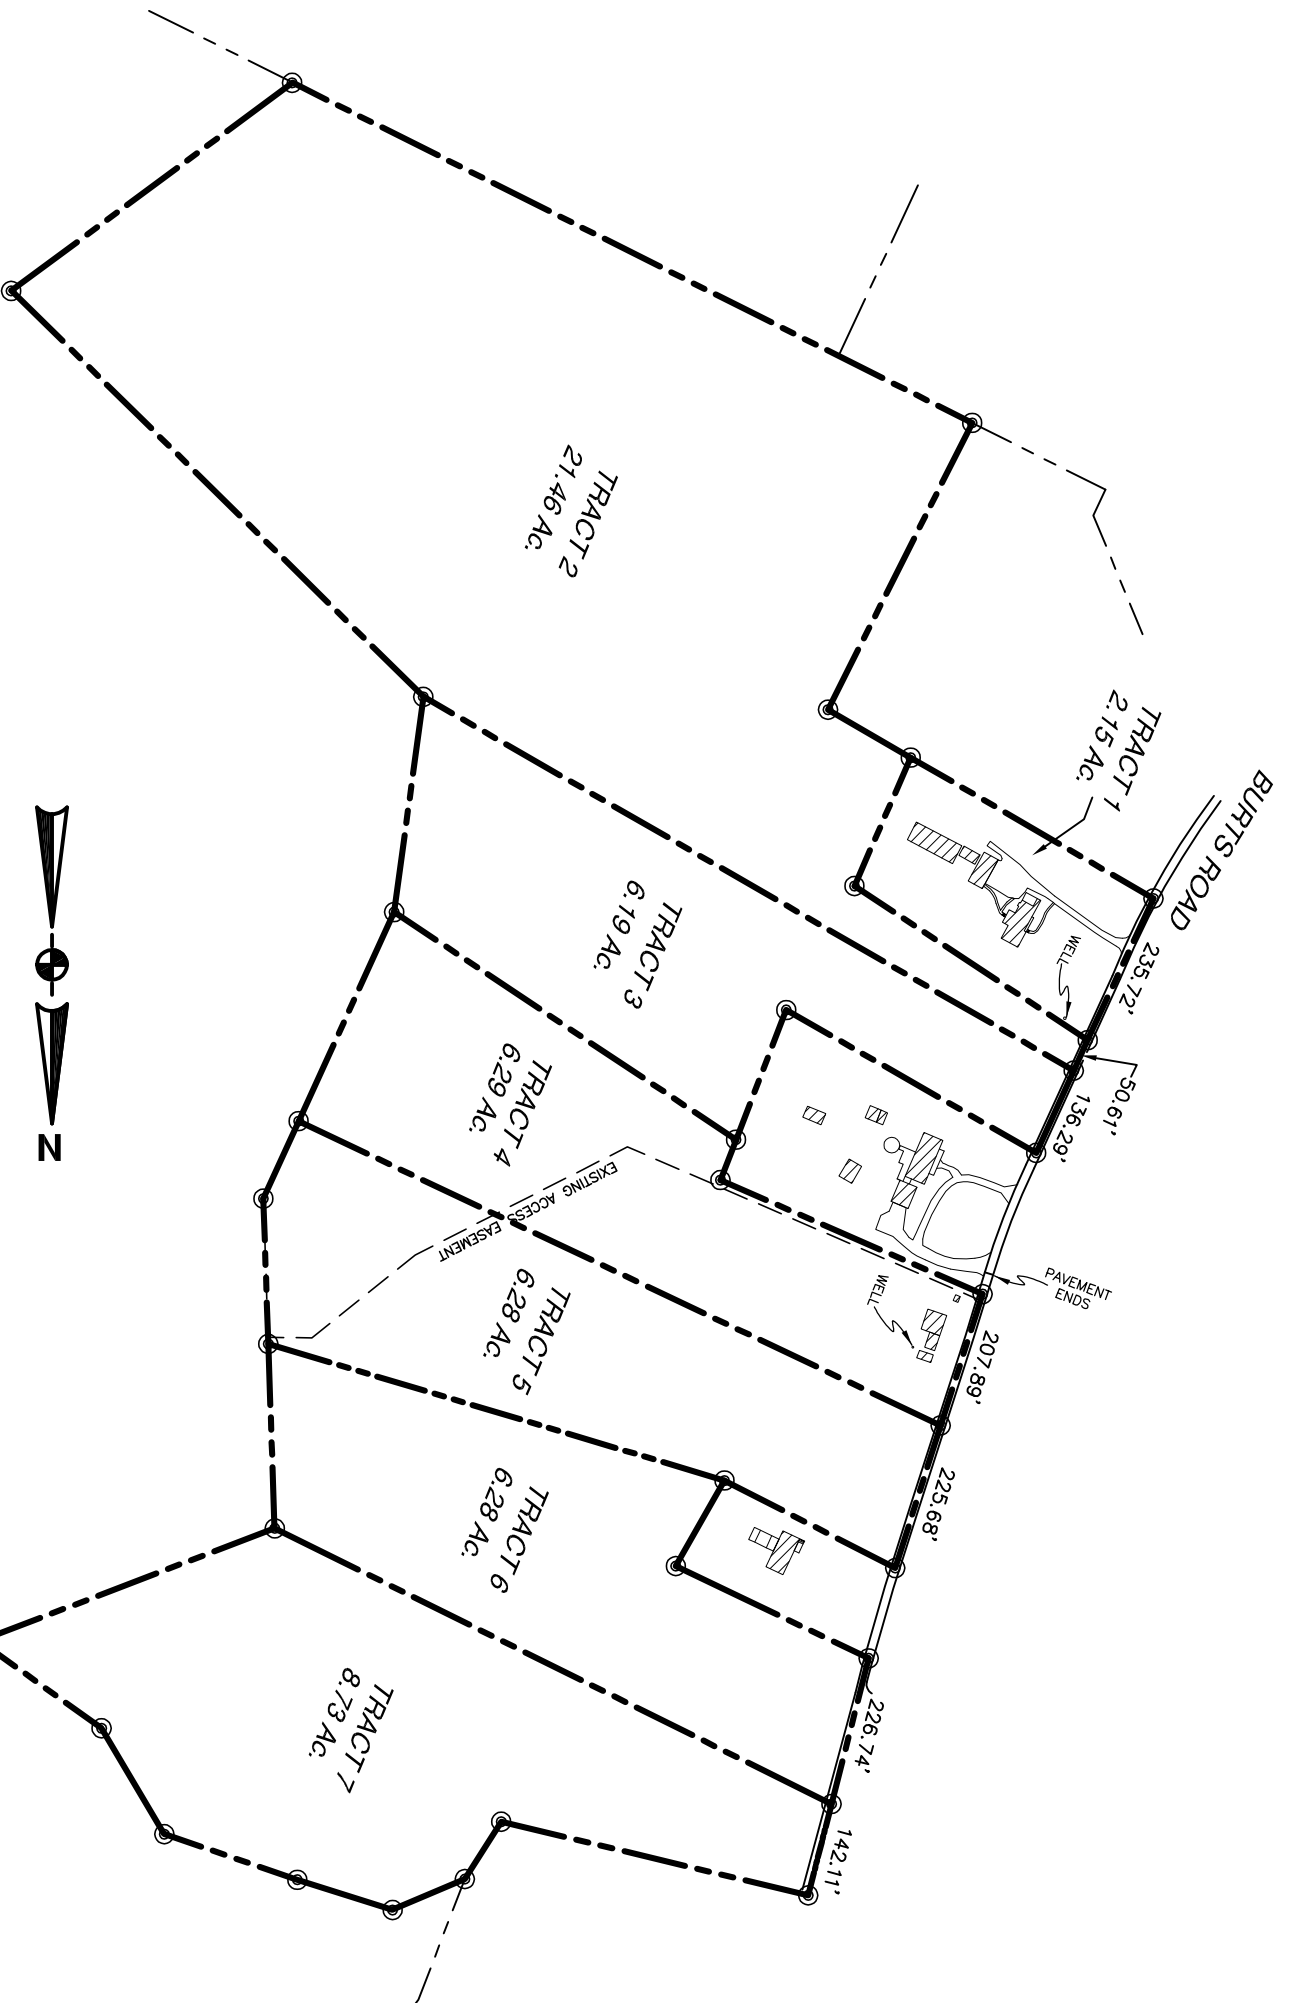 TRACT 2
21.46 Ac.
TRACT 1
2.15 Ac.
BURTS ROAD
WELL
235.72'
50.61'
136.29'
TRACT 3
6.19 Ac.
TRACT 4
6.29 Ac.
EXISTING ACCESS EASEMENT
PAVEMENT
ENDS
WELL
207.89'
TRACT 5
6.28 Ac.
225.68'
TRACT 6
6.28 Ac.
226.74'
TRACT 7
8.73 Ac.
142.11'
N